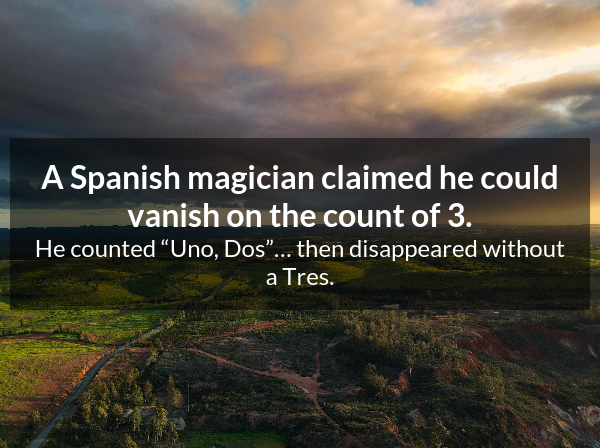 A Spanish magician claimed he could
vanish on the count of 3.
He counted “Uno, Dos”... then disappeared without
a Tres.